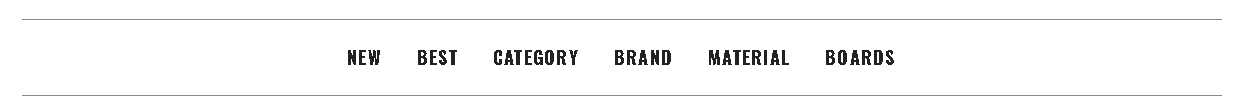 NEW BEST CATEGORY BRAND MATERIAL BOARDS